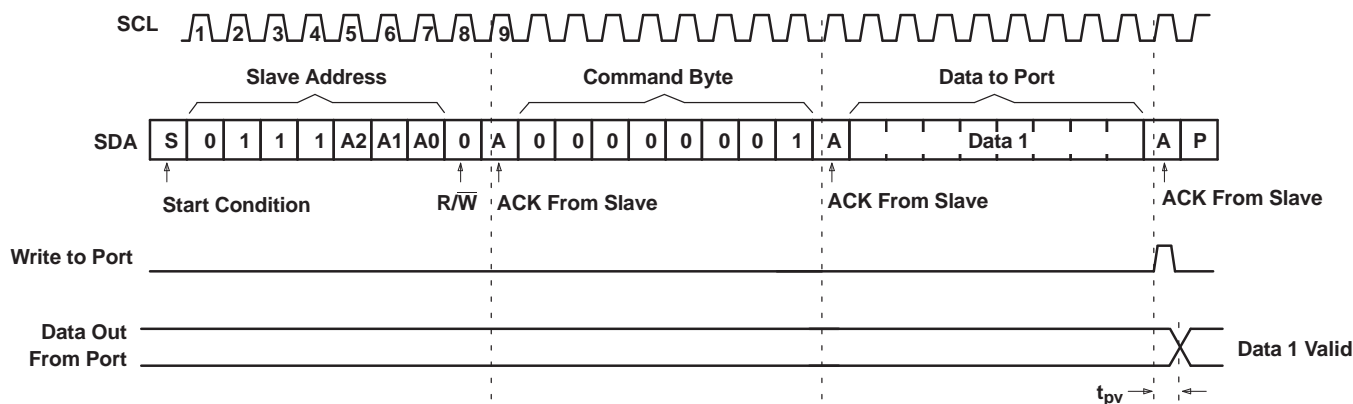 SCL 1 2 3 4 5 6 7 8 9
Slave Address Command Byte Data to Port
SDA S 0 1 1 1 A2 A1 A0 0 A 0 0 0 0 0 0 0 1 A Data 1 A P
Start Condition R/W̅ ACK From Slave ACK From Slave ACK From Slave
Write to Port
Data Out
From Port
Data 1 Valid
tpv